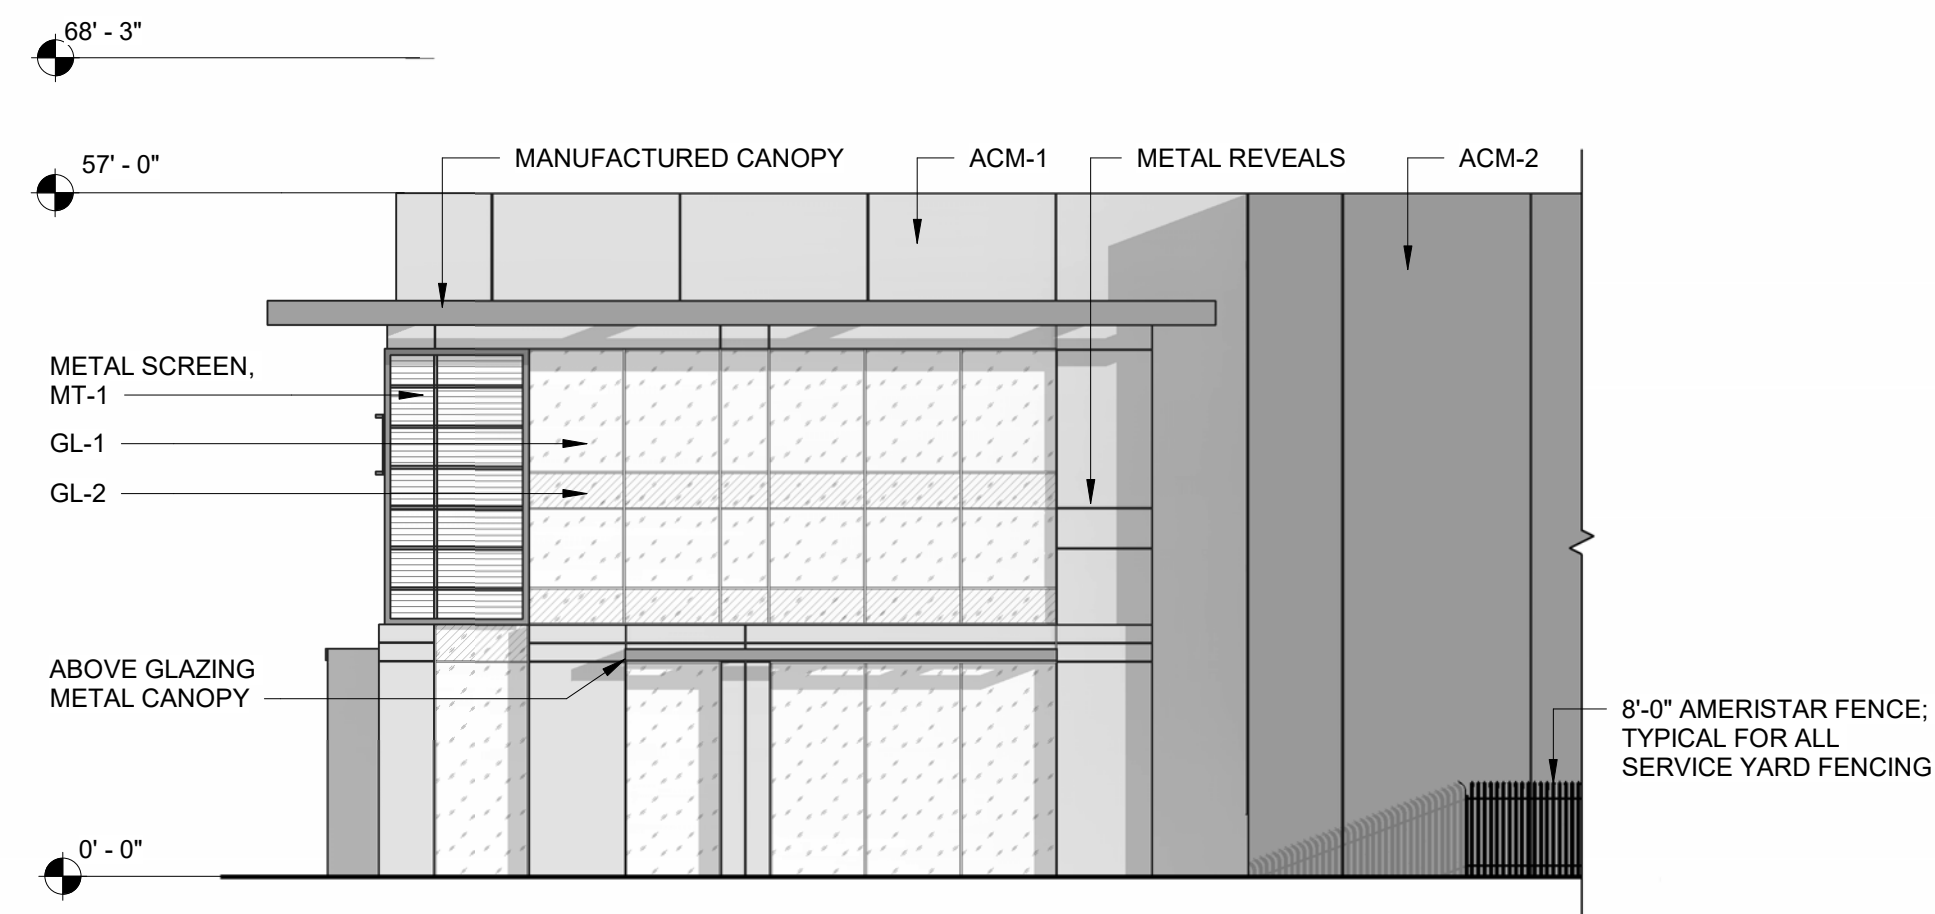 68' - 3"
57' - 0"
MANUFACTURED CANOPY
ACM-1
METAL REVEALS
ACM-2
METAL SCREEN,
MT-1
GL-1
GL-2
ABOVE GLAZING
METAL CANOPY
8'-0" AMERISTAR FENCE;
TYPICAL FOR ALL
SERVICE YARD FENCING
0' - 0"